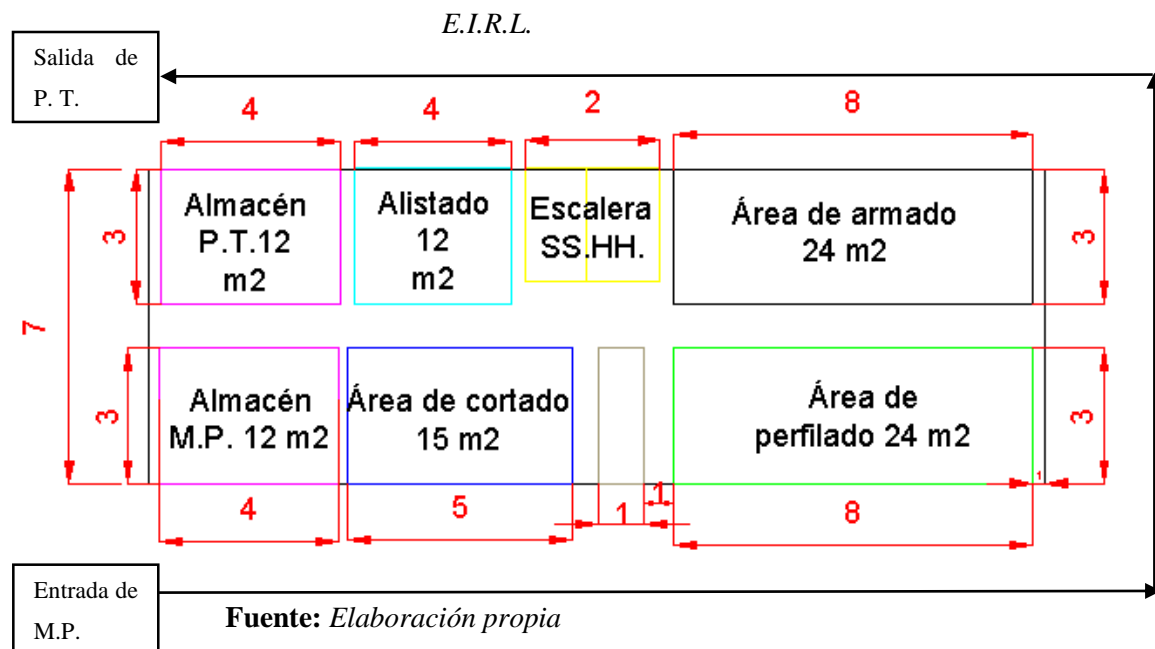 E.I.R.L.
Salida de
P. T.
4
4
2
8
Almacén
P.T.12
m2
Alistado
12
m2
Escalera
SS.HH.
Área de armado
24 m2
3
3
7
Almacén
M.P. 12 m2
Área de cortado
15 m2
Área de
perfilado 24 m2
3
3
1
4
5
1
1
8
Entrada de
M.P.
Fuente: Elaboración propia